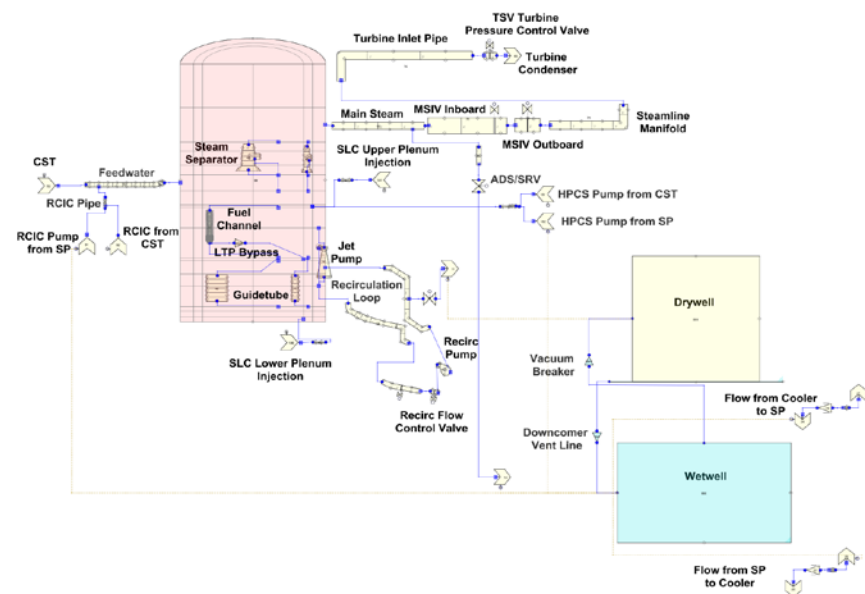 TSV Turbine
Pressure Control Valve
Turbine Inlet Pipe
Turbine
Condenser
Main Steam
MSIV Inboard
MSIV Outboard
Steamline
Manifold
Steam
Separator
SLC Upper Plenum
Injection
CST
Feedwater
ADS/SRV
HPCS Pump from CST
HPCS Pump from SP
RCIC Pipe
RCIC Pump
from SP
RCIC from
CST
Fuel
Channel
LTP Bypass
Jet
Pump
Guidetube
Recirculation
Loop
Recirc
Pump
SLC Lower Plenum
Injection
Recirc Flow
Control Valve
Drywell
Vacuum
Breaker
Flow from Cooler
to SP
Downcomer
Vent Line
Wetwell
Flow from SP
to Cooler